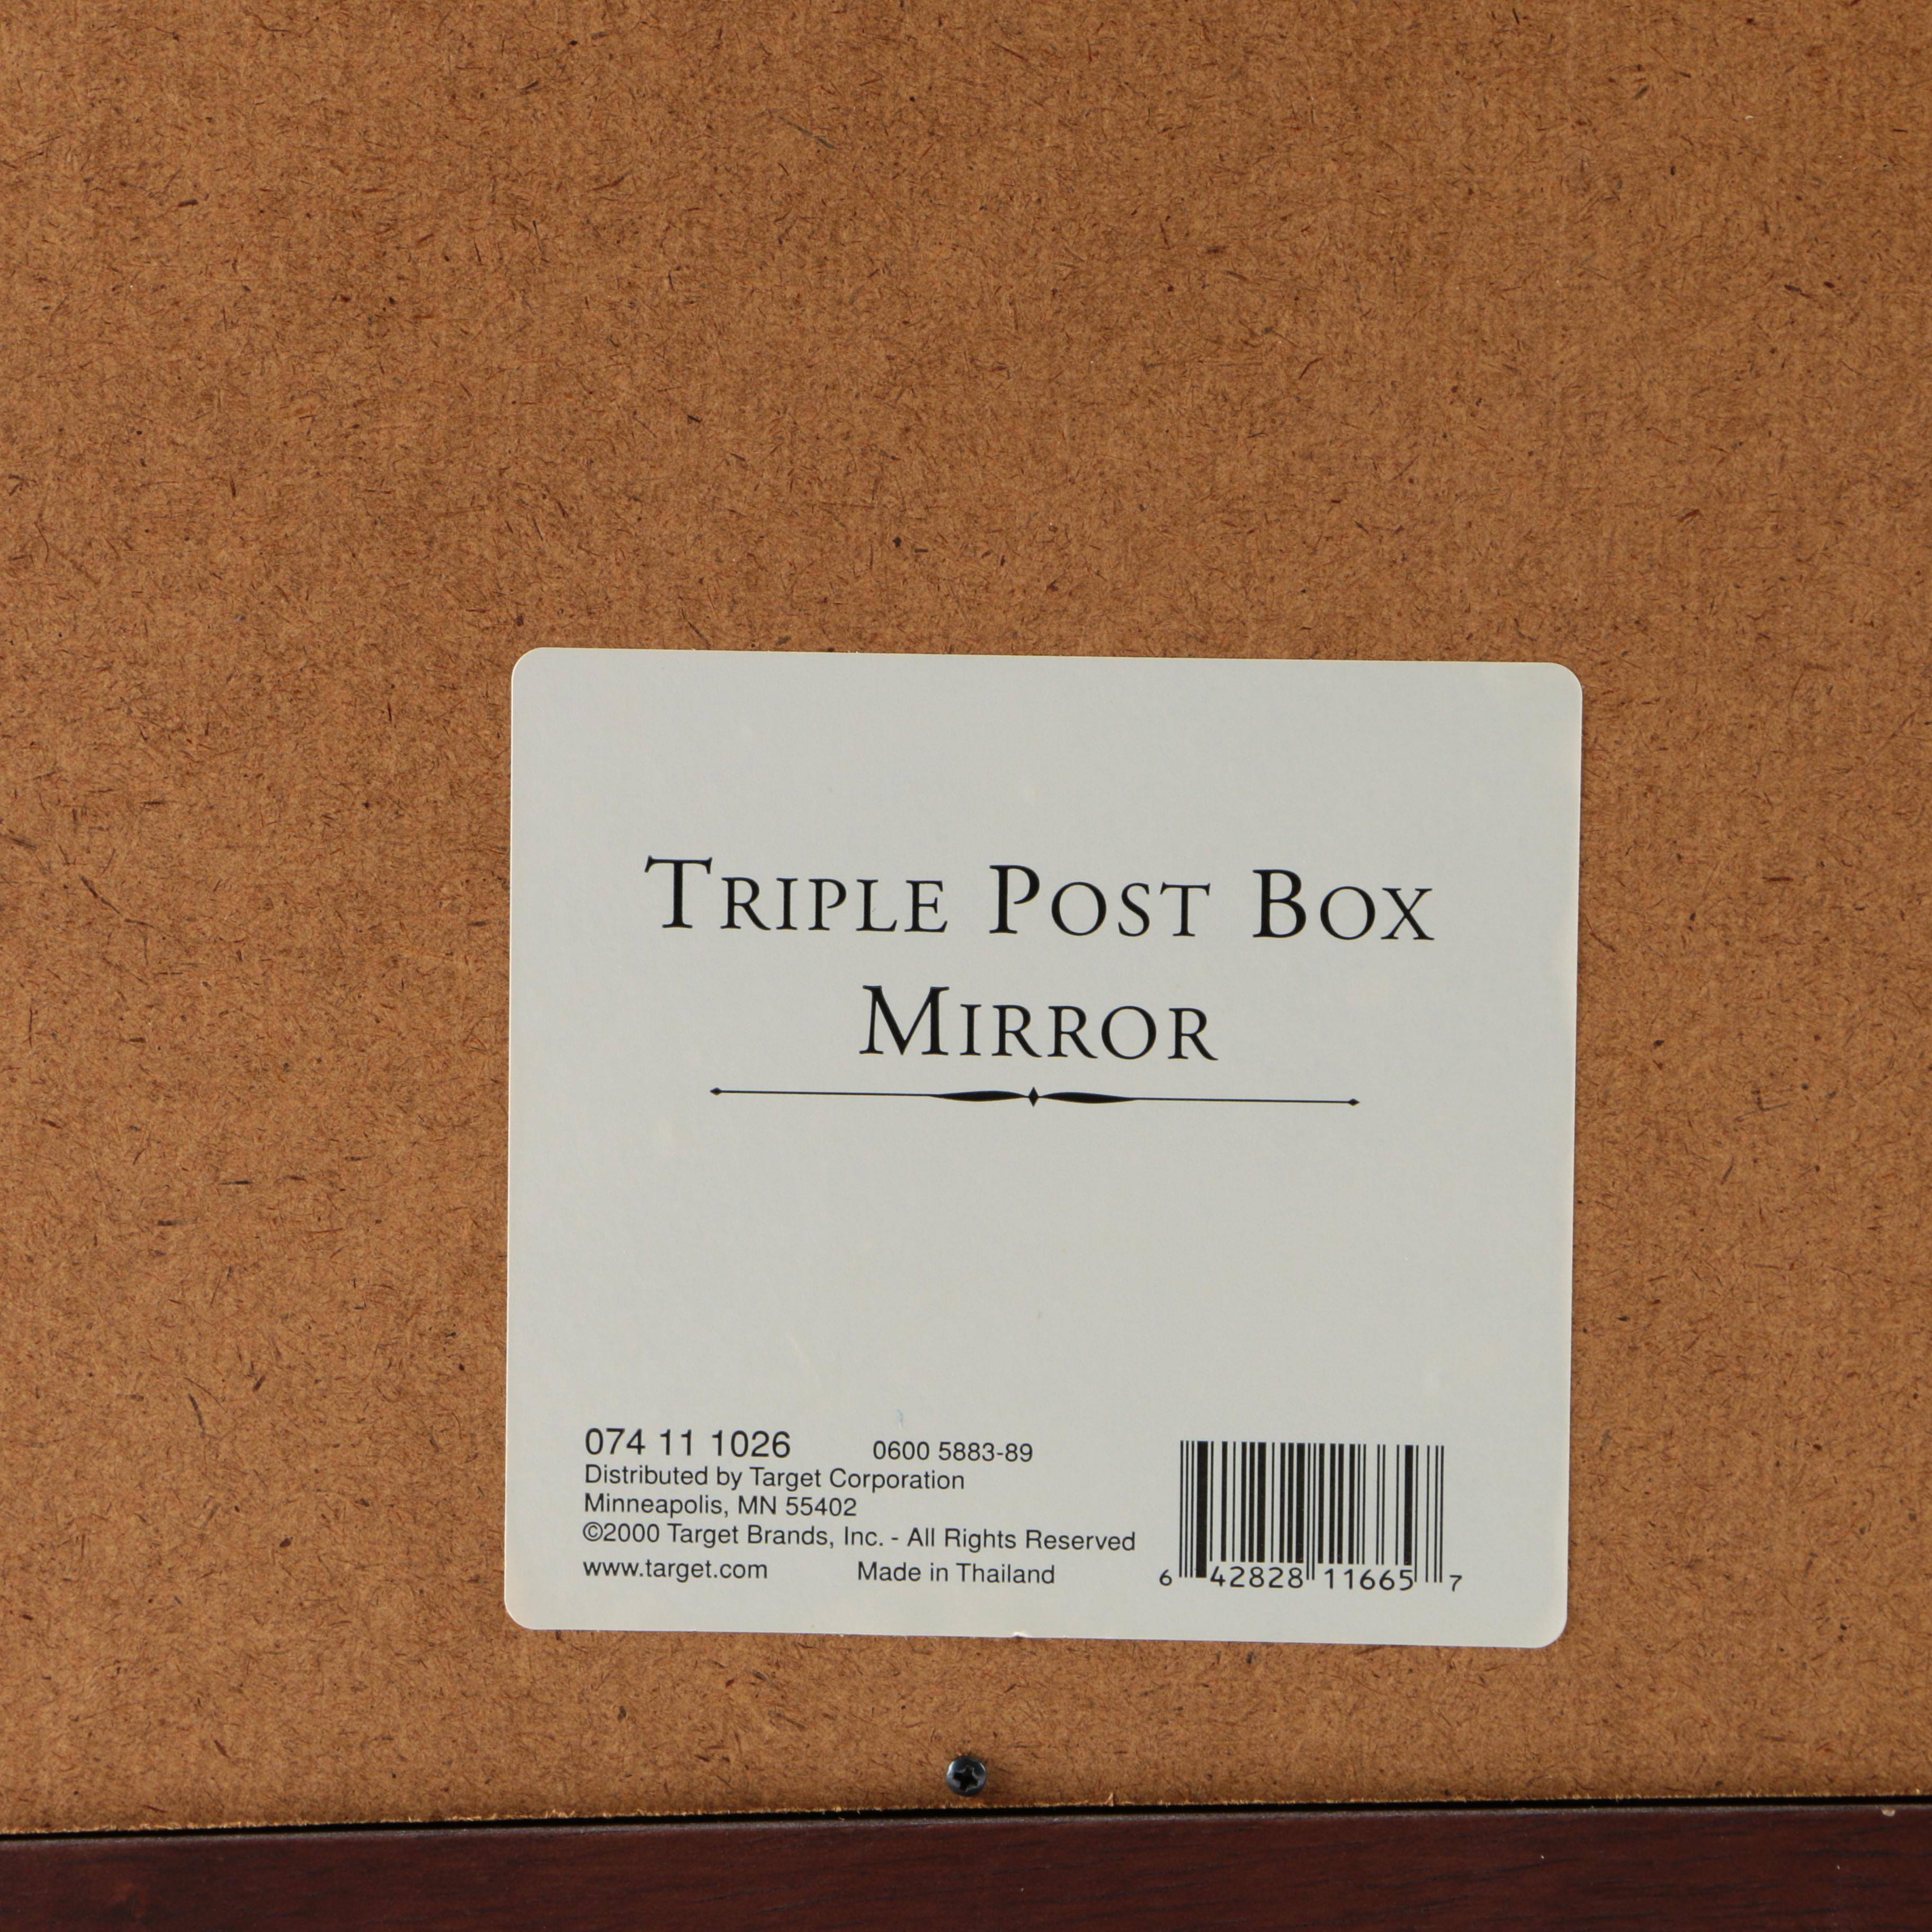 TRIPLE POST BOX
MIRROR
074 11 1026 0600 5883-89
Distributed by Target Corporation
Minneapolis, MN 55402
©2000 Target Brands, Inc. - All Rights Reserved
www.target.com Made in Thailand
6 42828 11665 7